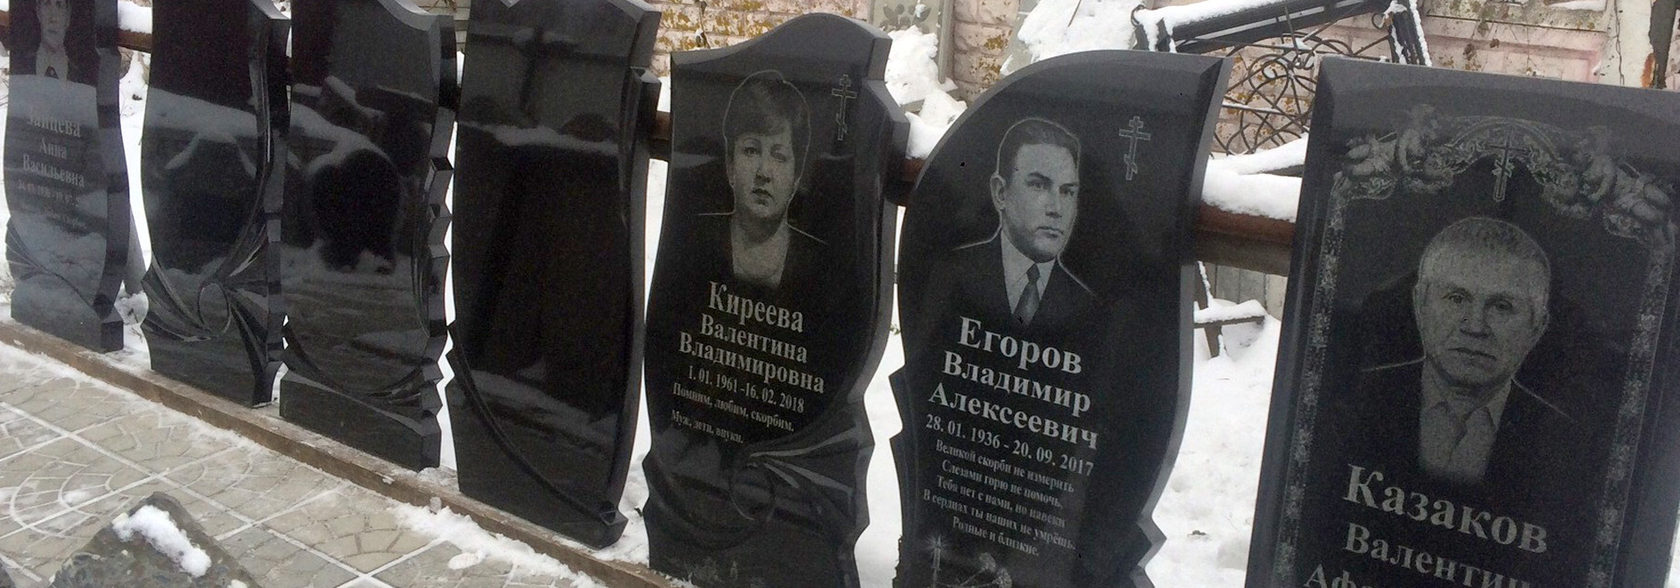 Зайцева
Анна
Васильевна
Киреева
Валентина
Владимировна
1. 01. 1961-16. 02. 2018
Помним, любим, скорбим.
Муж, дети, внуки.
Егоров
Владимир
Алексеевич
28. 01. 1936 - 20. 09. 2017
Великой скорби не измерить
Слезами горю не помочь
Тебя нет с нами, но навеки
В сердцах ты наших не умрёшь.
Родные и близкие.
Казаков